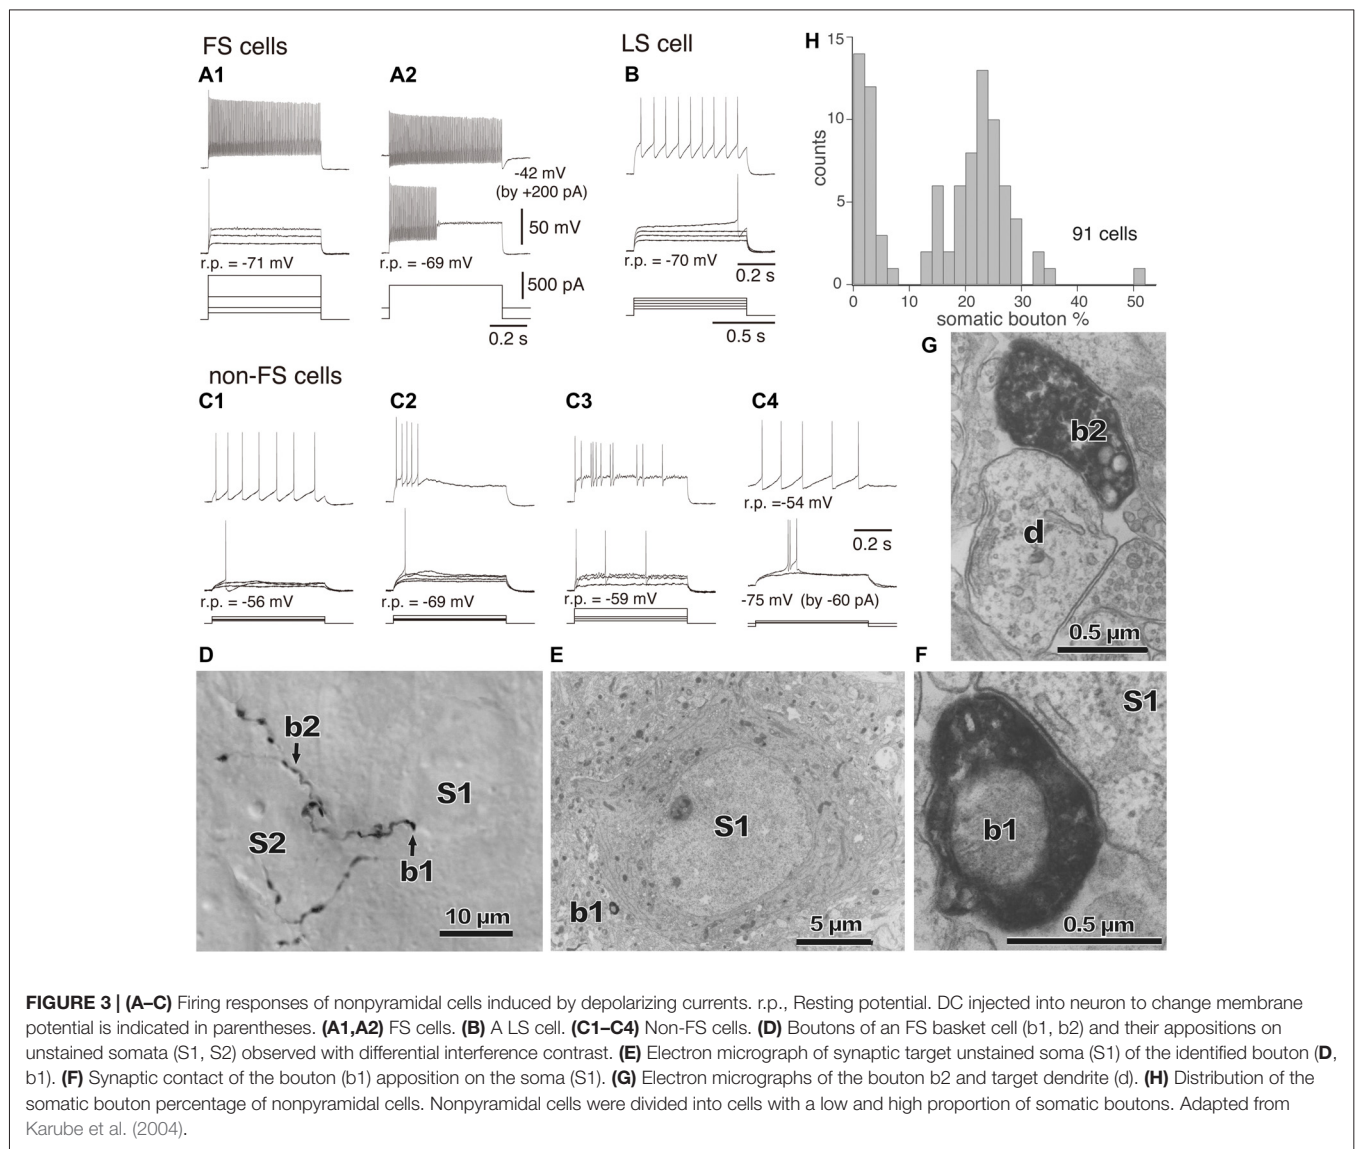 FS cells
LS cell
A1
A2
B
H
15
10
5
0
counts
0 10 20 30 40 50
somatic bouton %
91 cells
-42 mV
(by +200 pA)
50 mV
r.p. = -71 mV
r.p. = -69 mV
r.p. = -70 mV
0.2 s
500 pA
0.2 s
0.5 s
G
b2
d
0.5 µm
non-FS cells
C1
C2
C3
C4
r.p. =-54 mV
0.2 s
r.p. = -56 mV
r.p. = -69 mV
r.p. = -59 mV
-75 mV (by -60 pA)
D
E
F
b2
S1
S2
b1
10 µm
S1
b1
5 µm
S1
b1
0.5 µm
FIGURE 3 | (A–C) Firing responses of nonpyramidal cells induced by depolarizing currents. r.p., Resting potential. DC injected into neuron to change membrane
potential is indicated in parentheses. (A1,A2) FS cells. (B) A LS cell. (C1–C4) Non-FS cells. (D) Boutons of an FS basket cell (b1, b2) and their appositions on
unstained somata (S1, S2) observed with differential interference contrast. (E) Electron micrograph of synaptic target unstained soma (S1) of the identified bouton (D,
b1). (F) Synaptic contact of the bouton (b1) apposition on the soma (S1). (G) Electron micrographs of the bouton b2 and target dendrite (d). (H) Distribution of the
somatic bouton percentage of nonpyramidal cells. Nonpyramidal cells were divided into cells with a low and high proportion of somatic boutons. Adapted from
Karube et al. (2004).